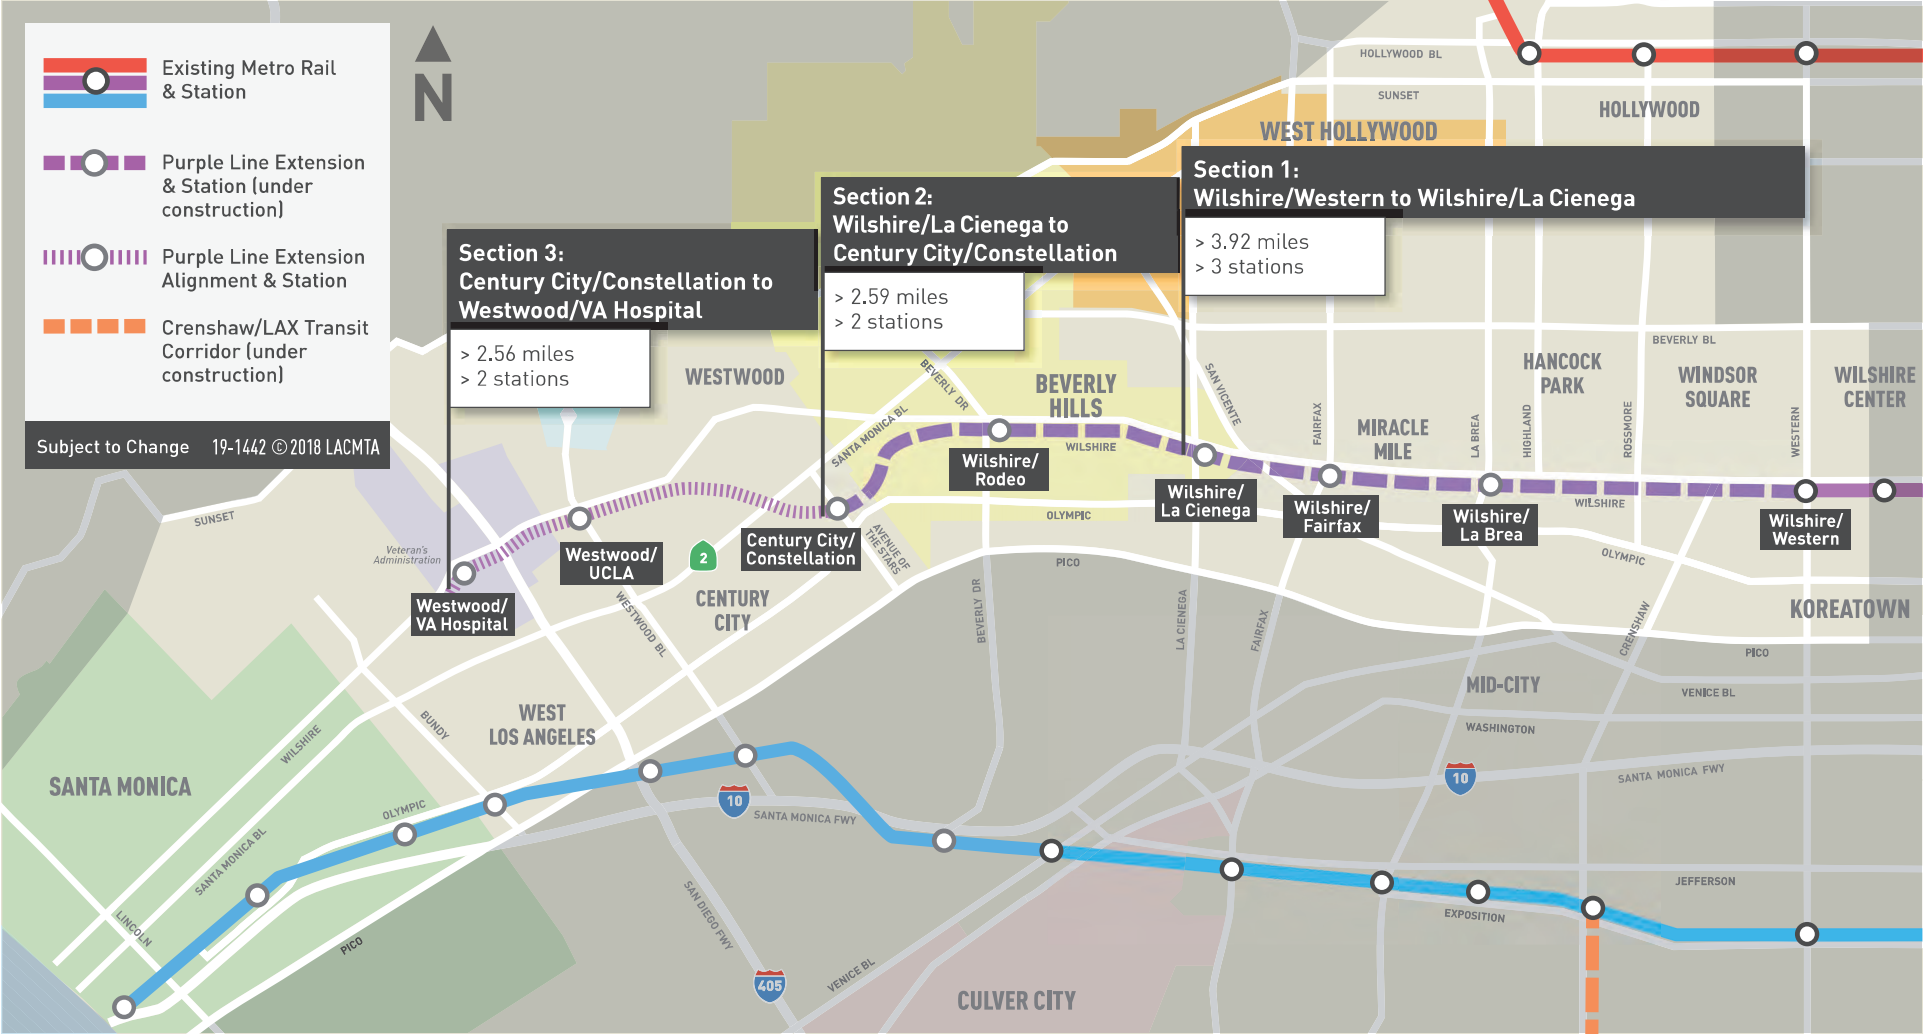 Existing Metro Rail
& Station
Purple Line Extension
& Station (under
construction)
Purple Line Extension
Alignment & Station
Crenshaw/LAX Transit
Corridor (under
construction)
Subject to Change 19-1442 ©2018 LACMTA
N
HOLLYWOOD BL
SUNSET
HOLLYWOOD
WEST HOLLYWOOD
Section 1:
Wilshire/Western to Wilshire/La Cienega
> 3.92 miles
> 3 stations
Section 2:
Wilshire/La Cienega to
Century City/Constellation
> 2.59 miles
> 2 stations
Section 3:
Century City/Constellation to
Westwood/VA Hospital
> 2.56 miles
> 2 stations
WESTWOOD
BEVERLY DR
BEVERLY
HILLS
SANTA MONICA BL
WILSHIRE
SAN VICENTE
FAIRFAX
MIRACLE
MILE
LA BREA
HIGHLAND
HANCOCK
PARK
ROSSMORE
BEVERLY BL
WINDSOR
SQUARE
WESTERN
WILSHIRE
CENTER
Wilshire/
Rodeo
Wilshire/
La Cienega
Wilshire/
Fairfax
Wilshire/
La Brea
WILSHIRE
Wilshire/
Western
SUNSET
Veteran's
Administration
Westwood/
VA Hospital
Westwood/
UCLA
2
Century City/
Constellation
AVENUE OF
THE STARS
OLYMPIC
PICO
OLYMPIC
KOREATOWN
CENTURY
CITY
WESTWOOD BL
BEVERLY DR
LA CIENEGA
FAIRFAX
CRENSHAW
PICO
MID-CITY
VENICE BL
WASHINGTON
10
SANTA MONICA FWY
WEST
LOS ANGELES
BUNDY
WILSHIRE
SANTA MONICA
OLYMPIC
SANTA MONICA BL
LINCOLN
PICO
10
SANTA MONICA FWY
SAN DIEGO FWY
405
VENICE BL
CULVER CITY
EXPOSITION
JEFFERSON